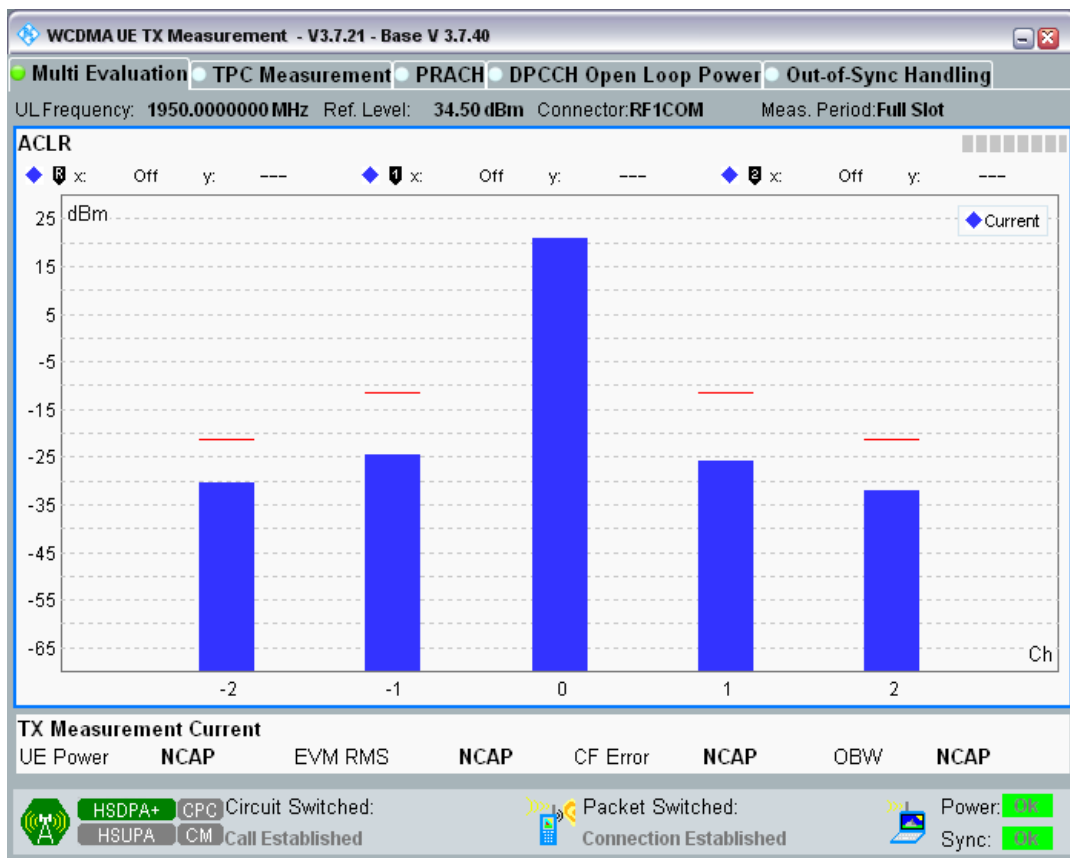 WCDMA UE TX Measurement - V3.7.21 - Base V 3.7.40
Multi Evaluation TPC Measurement PRACH DPCCH Open Loop Power Out-of-Sync Handling
UL Frequency: 1950.0000000 MHz Ref. Level: 34.50 dBm Connector:RF1COM Meas. Period:Full Slot
ACLR
R x: Off y: --- 1 x: Off y: --- 2 x: Off y: ---
dBm
Current
25
15
5
-5
-15
-25
-35
-45
-55
-65
Ch
-2 -1 0 1 2
TX Measurement Current
UE Power NCAP EVM RMS NCAP CF Error NCAP OBW NCAP
HSDPA+ CPC Circuit Switched: Packet Switched: Power: Ok
HSUPA CM Call Established Connection Established Sync: Ok